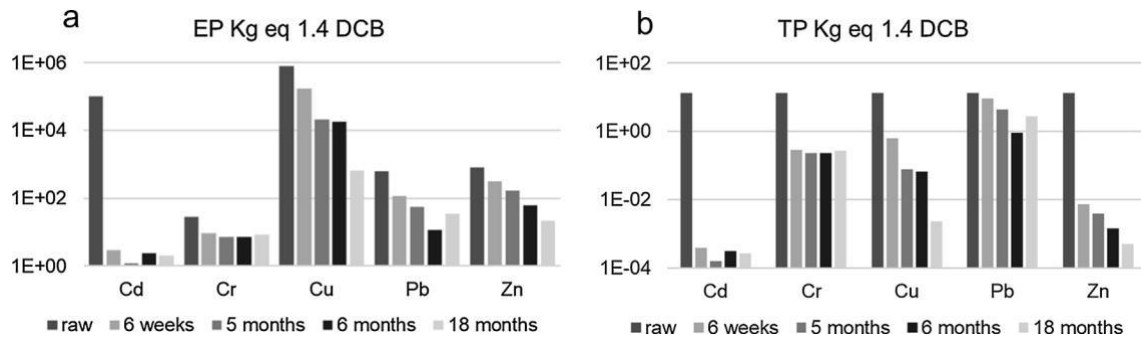 a
EP Kg eq 1.4 DCB
1E+06
1E+04
1E+02
1E+00
Cd Cr Cu Pb Zn
raw 6 weeks 5 months 6 months 18 months
b
TP Kg eq 1.4 DCB
1E+02
1E+00
1E-02
1E-04
Cd Cr Cu Pb Zn
raw 6 weeks 5 months 6 months 18 months